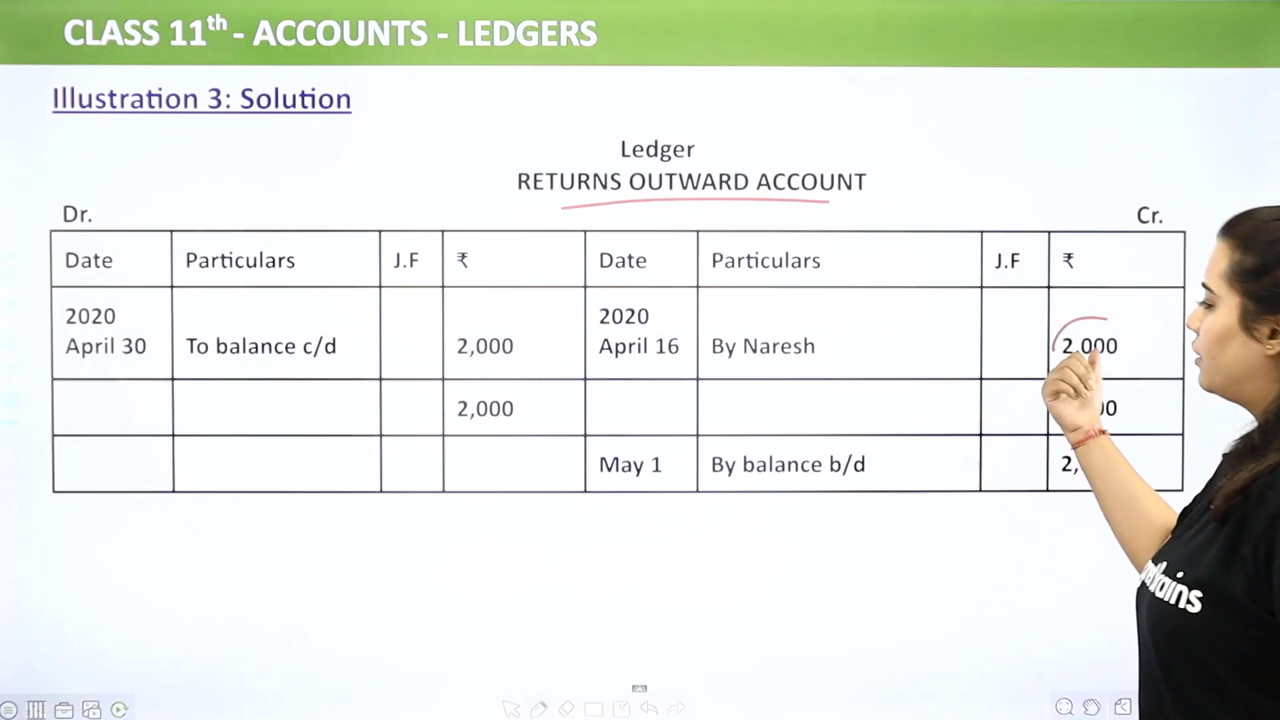 CLASS 11th - ACCOUNTS - LEDGERS
Illustration 3: Solution
Ledger
RETURNS OUTWARD ACCOUNT
Dr. Cr.
Date Particulars J.F ₹ Date Particulars J.F ₹
2020 2020
April 30 To balance c/d 2,000 April 16 By Naresh 2,000
2,000
May 1 By balance b/d